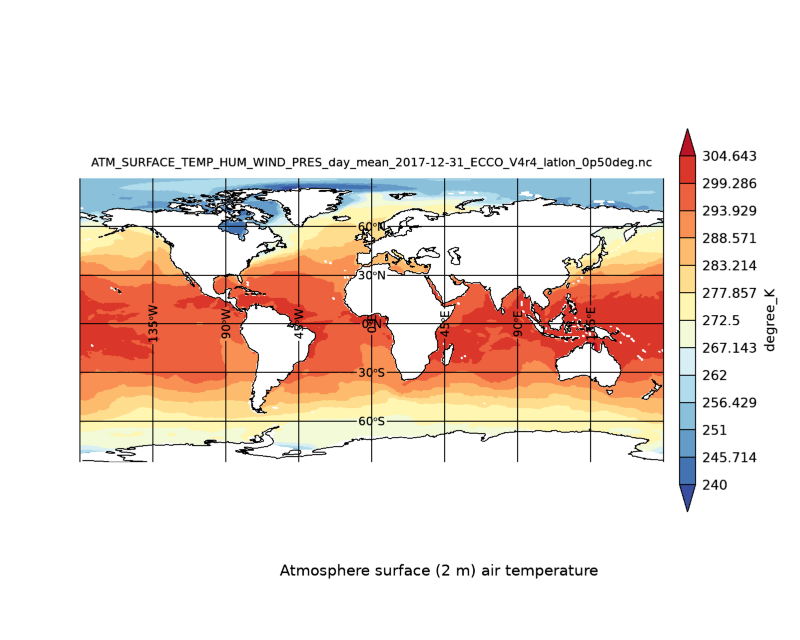 ATM_SURFACE_TEMP_HUM_WIND_PRES_day_mean_2017-12-31_ECCO_V4r4_latlon_0p50deg.nc
304.643
299.286
293.929
288.571
283.214
277.857
272.5
267.143
262
256.429
251
245.714
240
degree_K
60°N
30°N
0°N
30°S
60°S
135°W
90°W
45°W
0°E
45°E
90°E
135°E
Atmosphere surface (2 m) air temperature